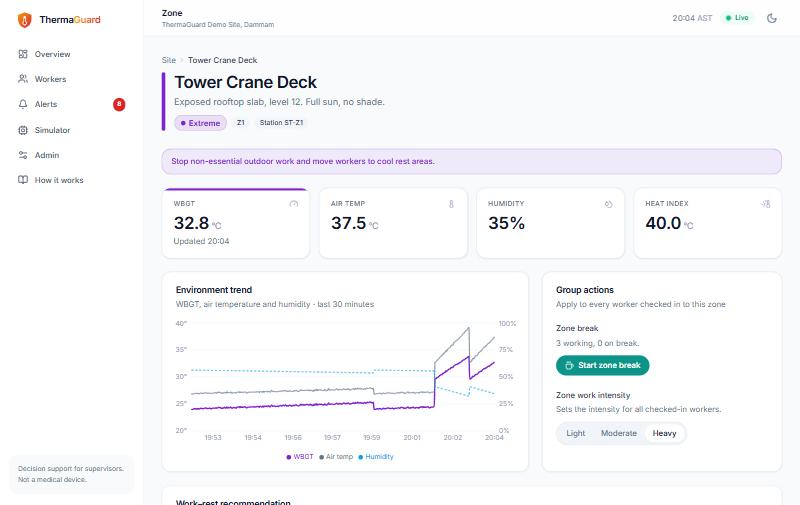 ThermaGuard
Overview
Workers
Alerts 8
Simulator
Admin
How it works
Decision support for supervisors.
Not a medical device.
Zone
ThermaGuard Demo Site, Dammam
20:04 AST
Live
Site › Tower Crane Deck
Tower Crane Deck
Exposed rooftop slab, level 12. Full sun, no shade.
Extreme Z1 Station ST-Z1
Stop non-essential outdoor work and move workers to cool rest areas.
WBGT
32.8 °C
Updated 20:04
AIR TEMP
37.5 °C
HUMIDITY
35%
HEAT INDEX
40.0 °C
Environment trend
WBGT, air temperature and humidity · last 30 minutes
40° 100%
35° 75%
30° 50%
25° 25%
20° 0%
19:53 19:54 19:56 19:57 19:59 20:01 20:02 20:04
WBGT Air temp Humidity
Group actions
Apply to every worker checked in to this zone
Zone break
3 working, 0 on break.
Start zone break
Zone work intensity
Sets the intensity for all checked-in workers.
Light Moderate Heavy
Work–rest recommendation